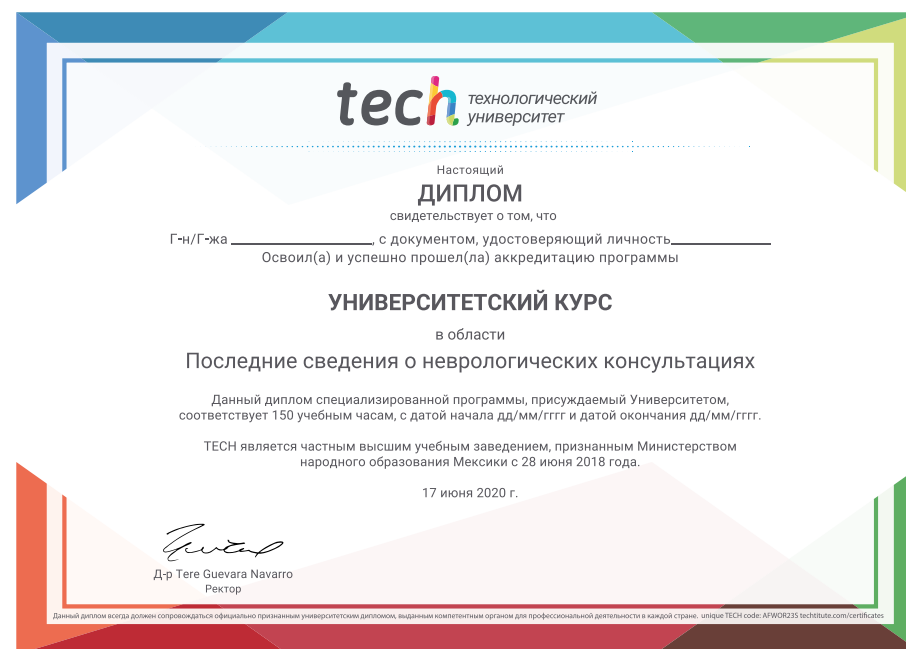 tech технологический
университет
Настоящий
ДИПЛОМ
свидетельствует о том, что
Г-н/Г-жа ________________, с документом, удостоверяющий личность____________
Освоил(а) и успешно прошел(ла) аккредитацию программы
УНИВЕРСИТЕТСКИЙ КУРС
в области
Последние сведения о неврологических консультациях
Данный диплом специализированной программы, присуждаемый Университетом,
соответствует 150 учебным часам, с датой начала дд/мм/гггг и датой окончания дд/мм/гггг.
TECH является частным высшим учебным заведением, признанным Министерством
народного образования Мексики с 28 июня 2018 года.
17 июня 2020 г.
Д-р Tere Guevara Navarro
Ректор
Данный диплом всегда должен сопровождаться официально признанным университетским дипломом, выданным компетентным органом для профессиональной деятельности в каждой стране. unique TECH code: AFWOR23S techtitute.com/certificates